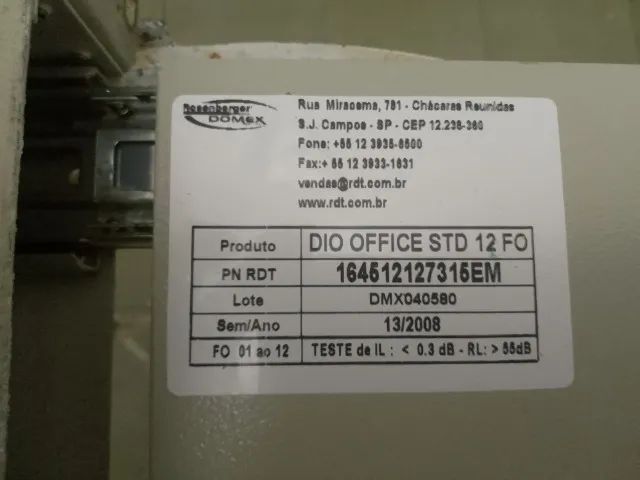 Rosenberger
DOMEX
Rua Miracema, 781 - Chácaras Reunidas
S.J. Campos - SP - CEP 12.238-360
Fone: +55 12 3935-8500
Fax:+ 55 12 3933-1631
vendas@rdt.com.br
www.rdt.com.br
Produto DIO OFFICE STD 12 FO
PN RDT 164512127315EM
Lote DMX040580
Sem/Ano 13/2008
FO 01 ao 12 TESTE de IL : < 0.3 dB - RL: > 55dB